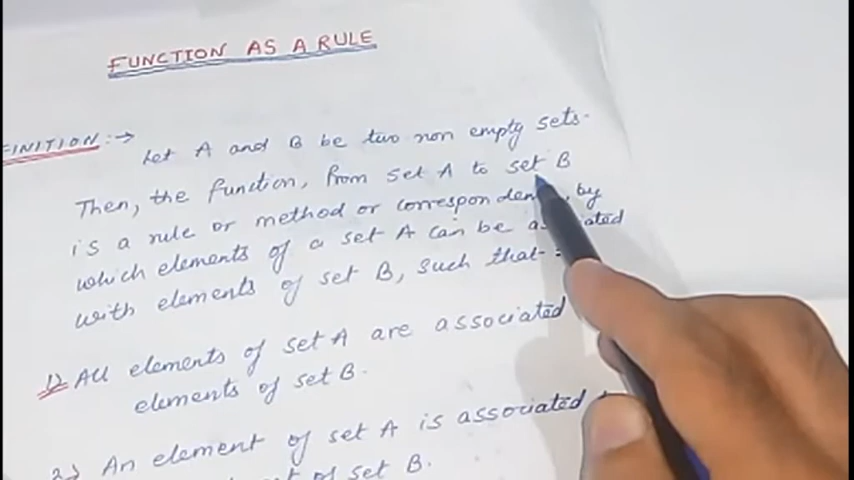 FUNCTION AS A RULE
FINITION:→
Let A and B be two non empty sets.
Then, the function, from set A to set B
is a rule or method or corresponden by
which elements of a set A can be associated
with elements of set B, such that :
1) All elements of set A are associated
elements of set B.
2) An element of set A is associated
of set B.